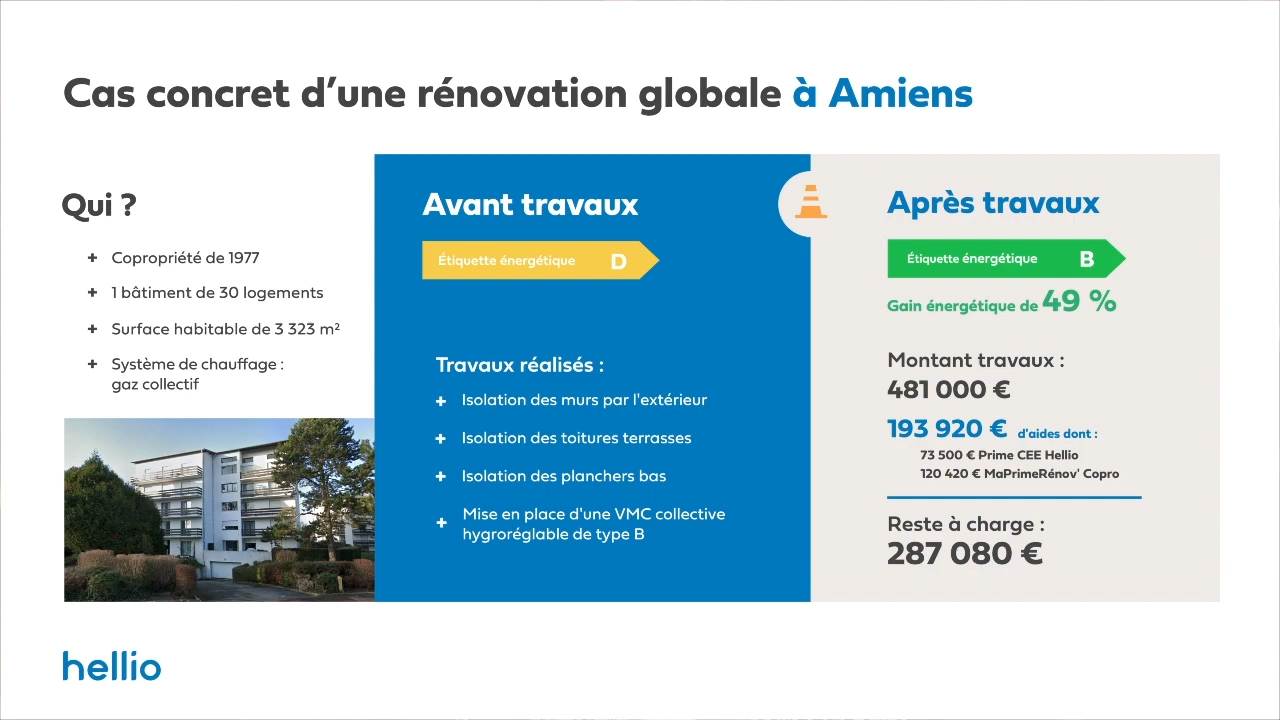 Cas concret d’une rénovation globale à Amiens
Qui ?
+ Copropriété de 1977
+ 1 bâtiment de 30 logements
+ Surface habitable de 3 323 m²
+ Système de chauffage :
gaz collectif
Avant travaux
Étiquette énergétique D
Travaux réalisés :
+ Isolation des murs par l'extérieur
+ Isolation des toitures terrasses
+ Isolation des planchers bas
+ Mise en place d'une VMC collective
hygroréglable de type B
Après travaux
Étiquette énergétique B
Gain énergétique de 49 %
Montant travaux :
481 000 €
193 920 € d'aides dont :
73 500 € Prime CEE Hellio
120 420 € MaPrimeRénov' Copro
Reste à charge :
287 080 €
hellio